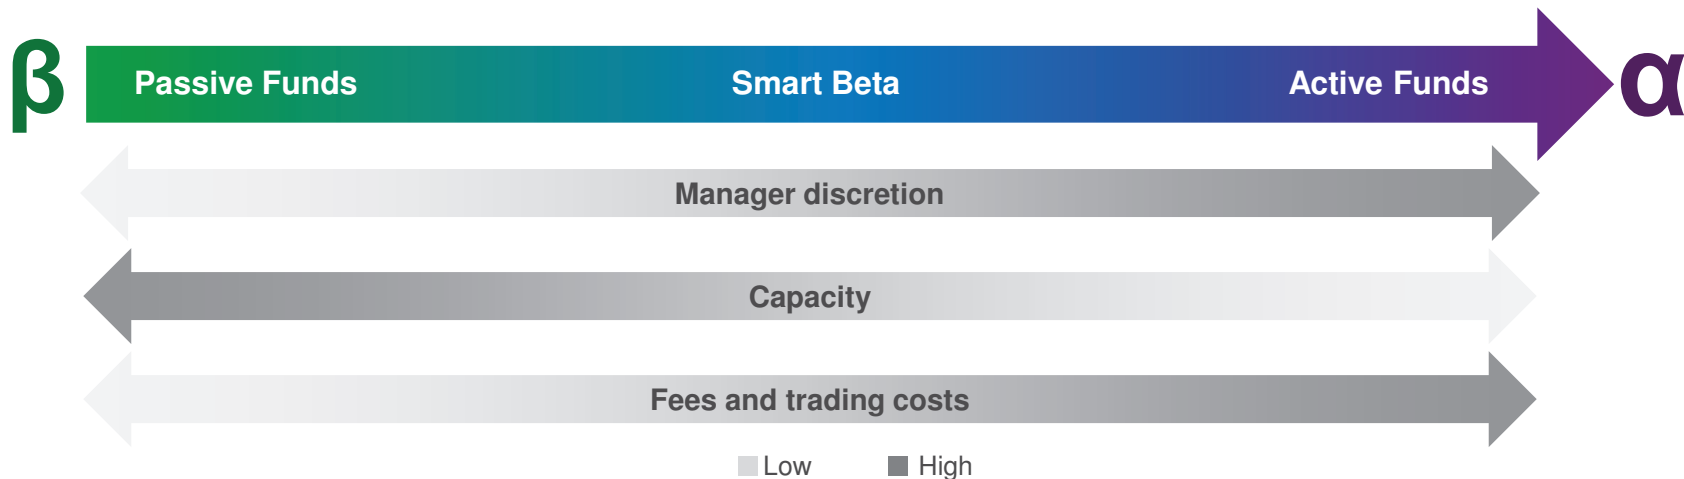 β Passive Funds Smart Beta Active Funds α
Manager discretion
Capacity
Fees and trading costs
Low High